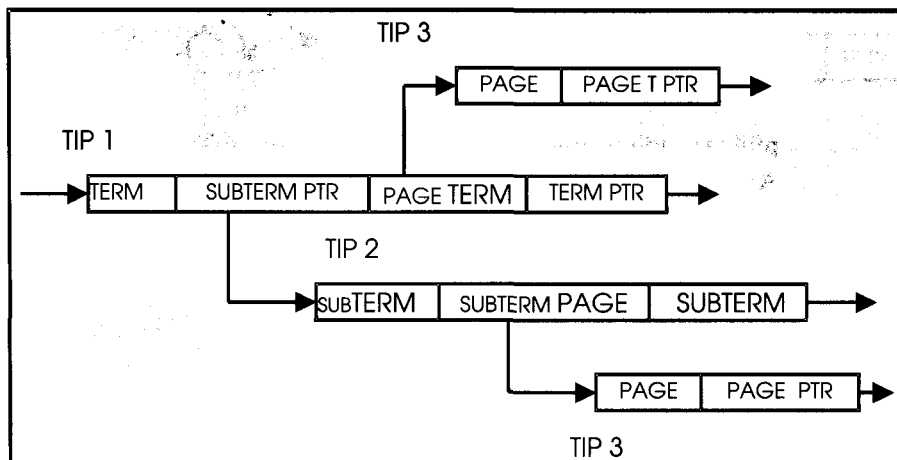 TIP 3
PAGE PAGE T PTR
TIP 1
TERM SUBTERM PTR PAGE TERM TERM PTR
TIP 2
SUBTERM SUBTERM PAGE SUBTERM
PAGE PAGE PTR
TIP 3